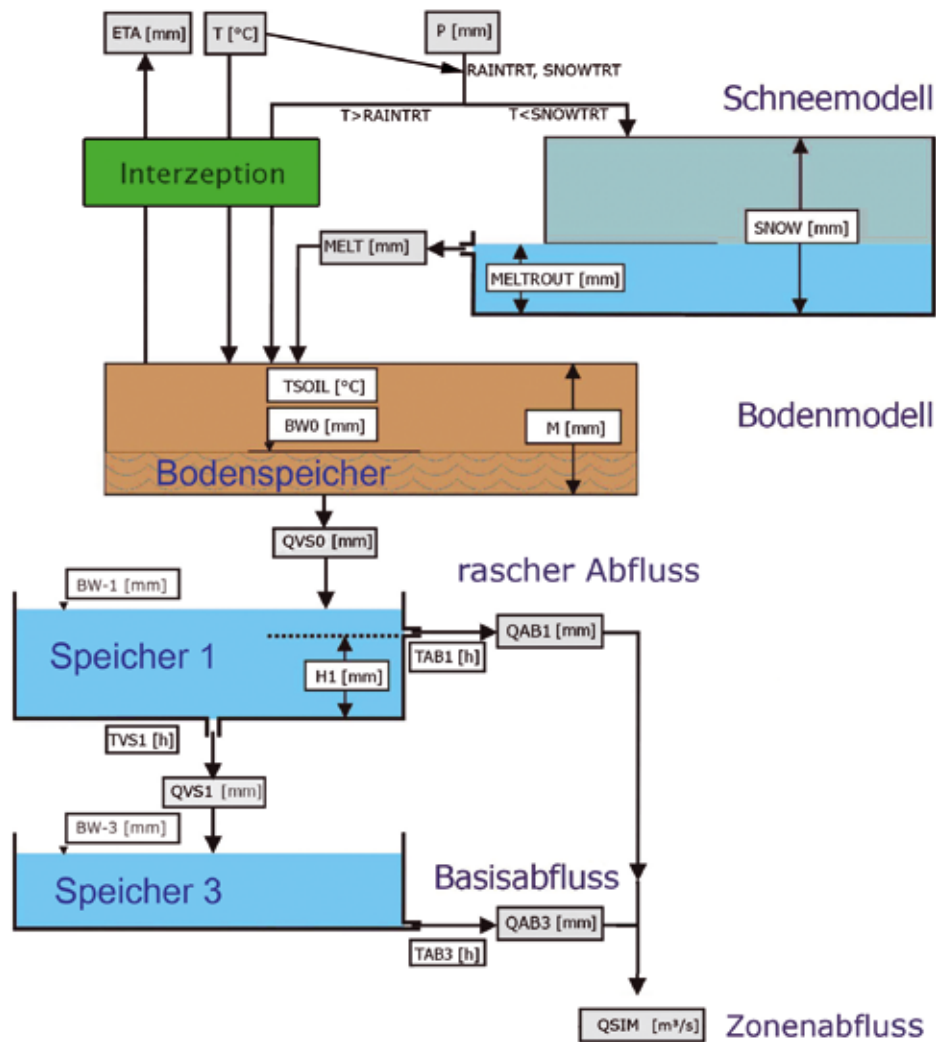 ETA [mm]
T [°C]
P [mm]
RAINTRT, SNOWTRT
T>RAINTRT
T<SNOWTRT
Schneemodell
Interzeption
MELT [mm]
SNOW [mm]
MELTROUT [mm]
TSOIL [°C]
BW0 [mm]
M [mm]
Bodenmodell
Bodenspeicher
QVS0 [mm]
rascher Abfluss
BW-1 [mm]
Speicher 1
H1 [mm]
QAB1 [mm]
TAB1 [h]
TVS1 [h]
QVS1 [mm]
BW-3 [mm]
Speicher 3
Basisabfluss
QAB3 [mm]
TAB3 [h]
QSIM [m³/s]
Zonenabfluss